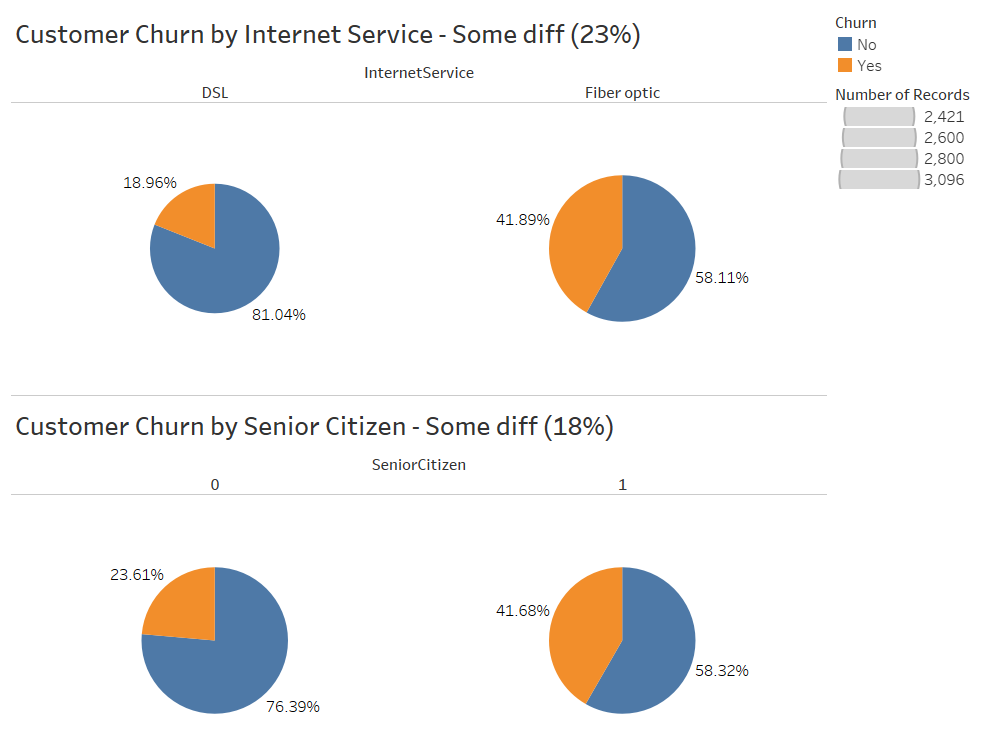 Customer Churn by Internet Service - Some diff (23%)
InternetService
DSL
Fiber optic
18.96%
81.04%
41.89%
58.11%
Customer Churn by Senior Citizen - Some diff (18%)
SeniorCitizen
0
1
23.61%
76.39%
41.68%
58.32%
Churn
No
Yes
Number of Records
2,421
2,600
2,800
3,096